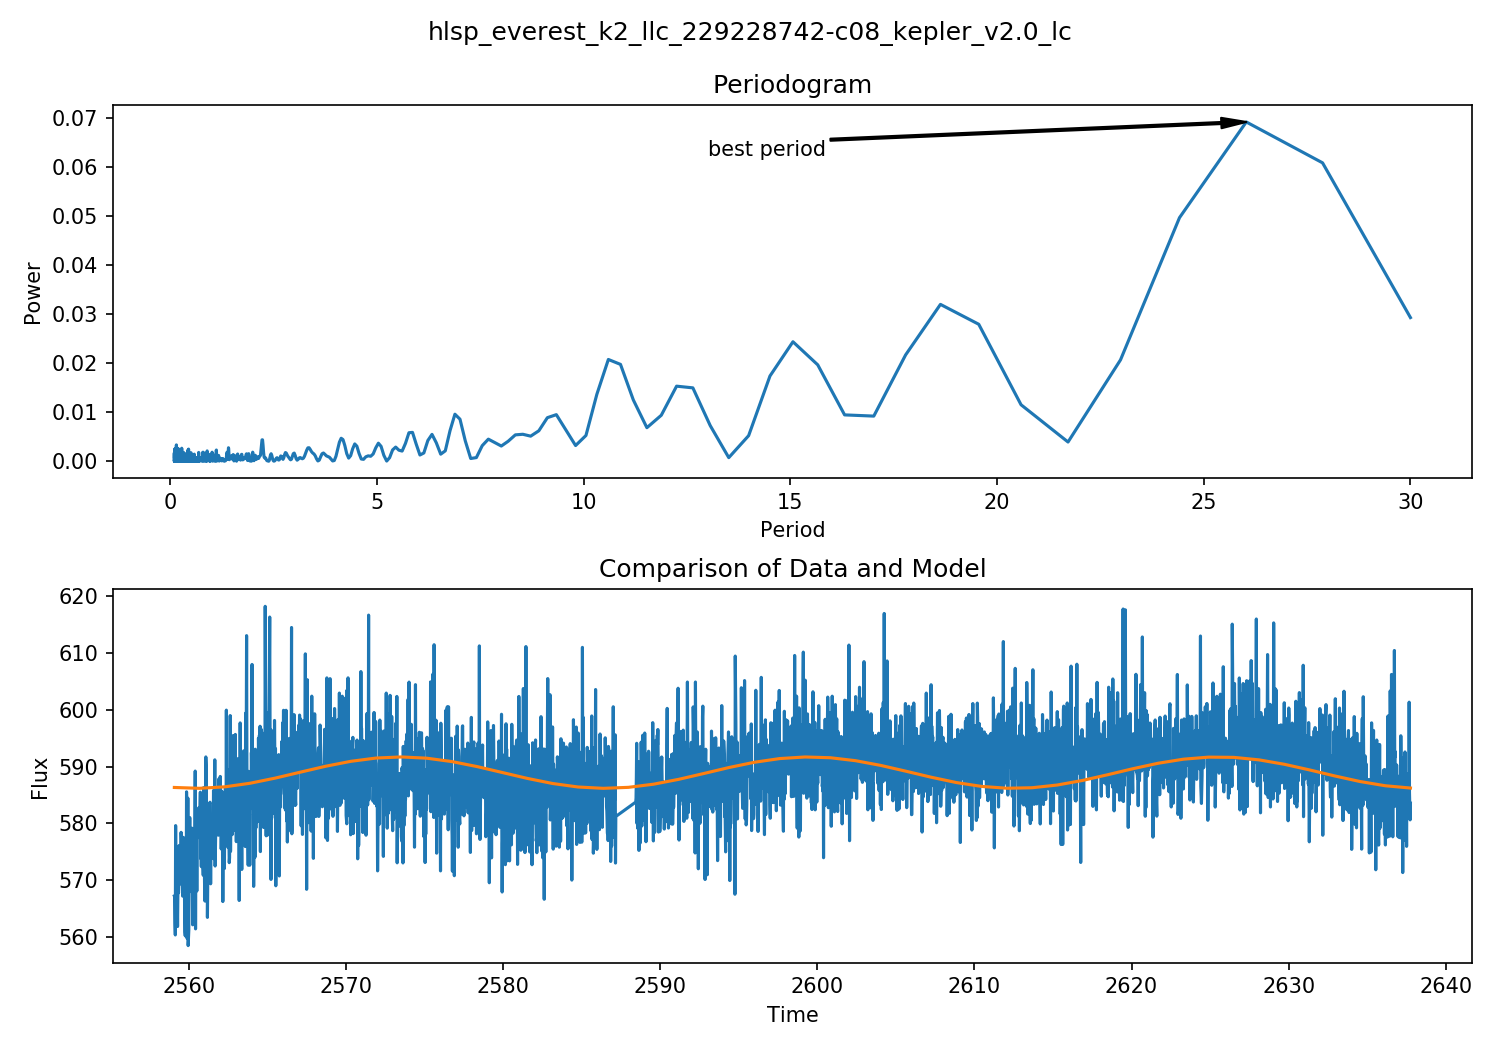 hlsp_everest_k2_llc_229228742-c08_kepler_v2.0_lc
Periodogram
0.07
0.06
0.05
0.04
0.03
0.02
0.01
0.00
Power
best period
0 5 10 15 20 25 30
Period
Comparison of Data and Model
620
610
600
590
580
570
560
Flux
2560 2570 2580 2590 2600 2610 2620 2630 2640
Time